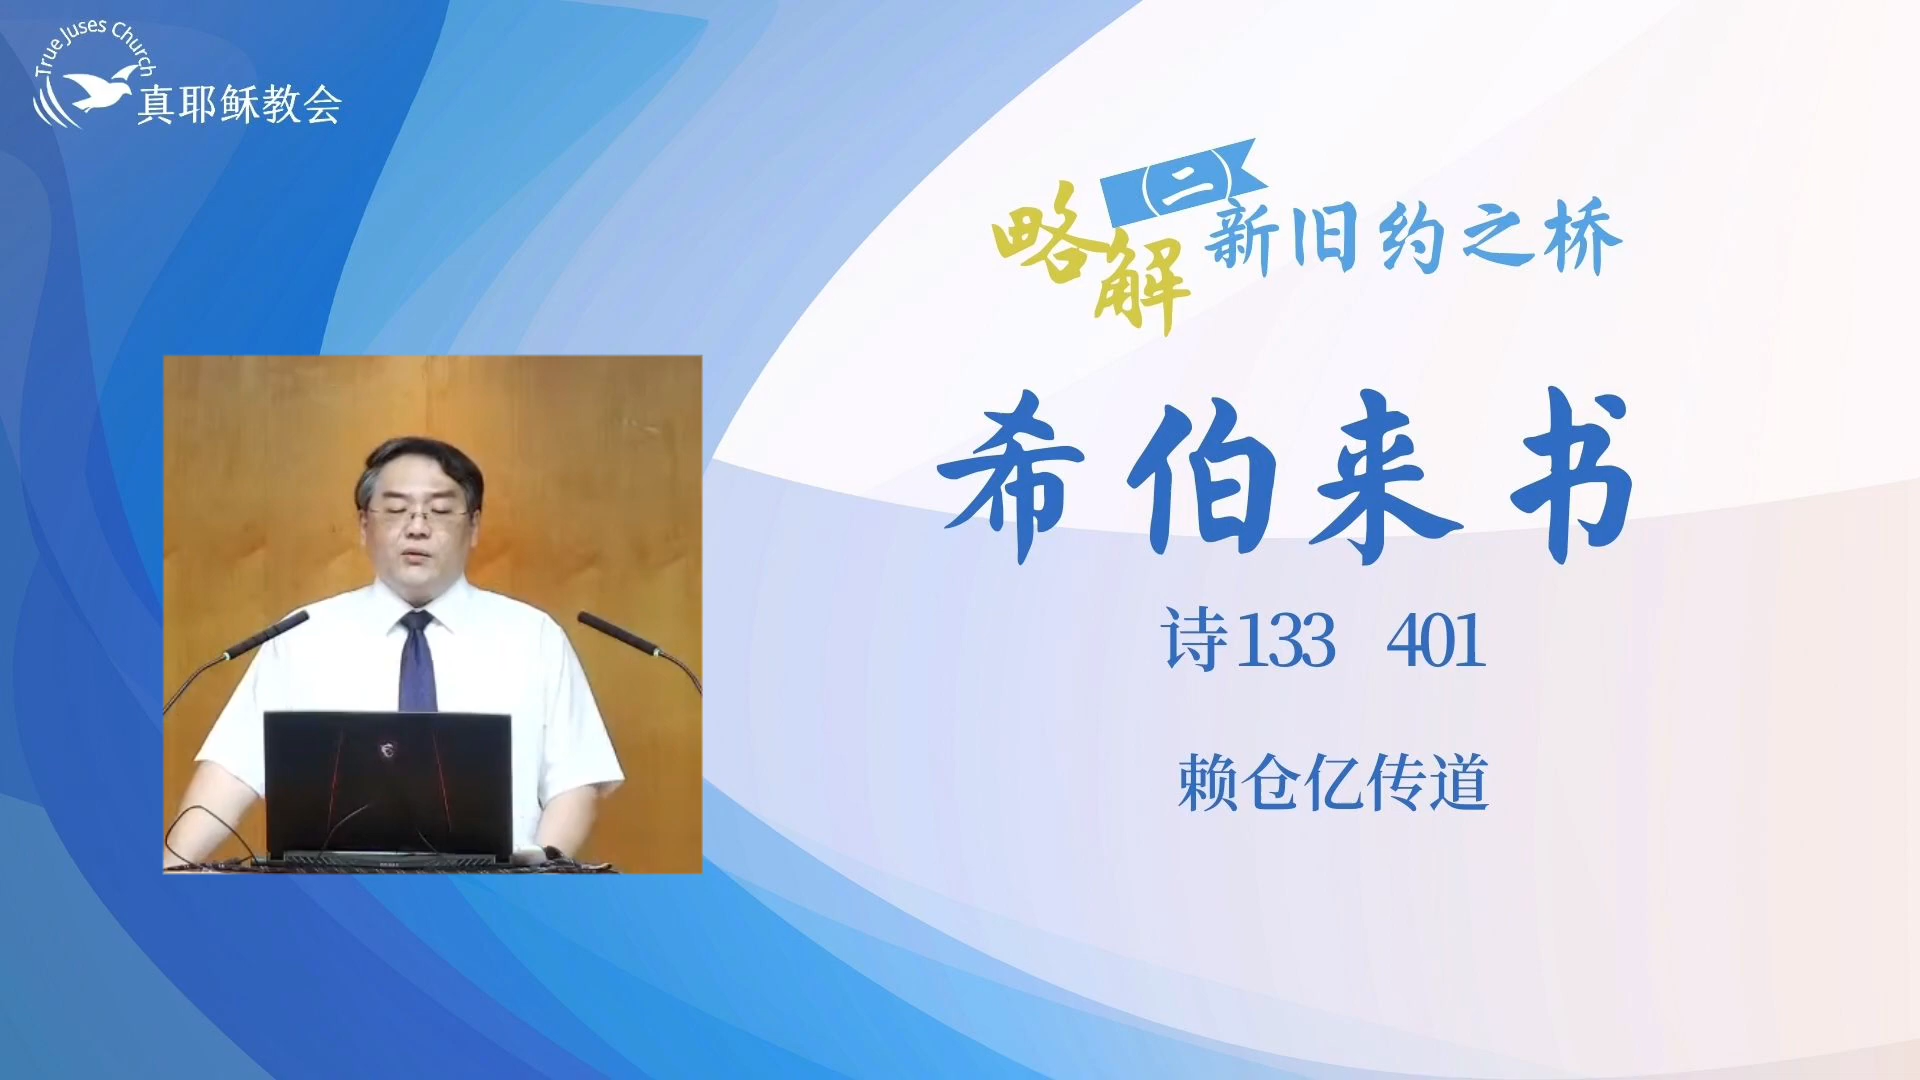 True Juses Church
真耶稣教会
略解(二)
新旧约之桥
希伯来书
诗133 401
赖仓亿传道